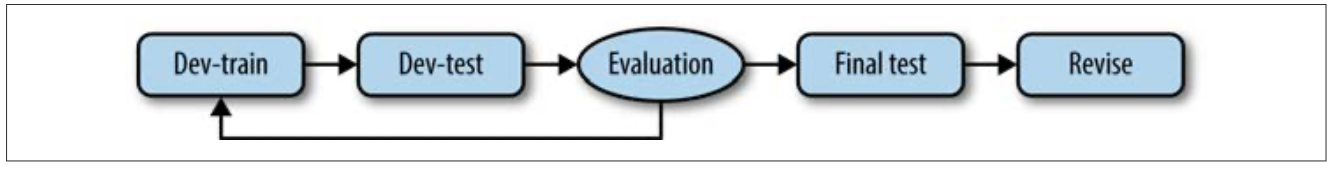 Dev-train
Dev-test
Evaluation
Final test
Revise